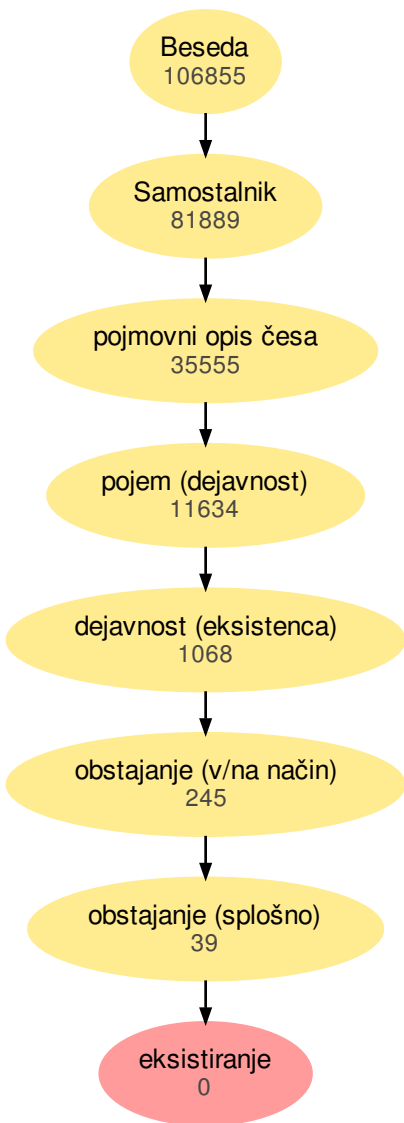 Beseda
106855
Samostalnik
81889
pojmovni opis česa
35555
pojem (dejavnost)
11634
dejavnost (eksistenca)
1068
obstajanje (v/na način)
245
obstajanje (splošno)
39
eksistiranje
0